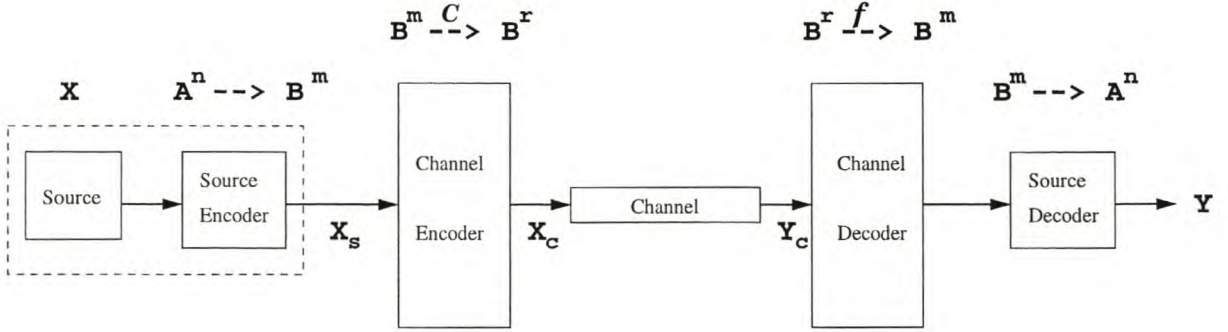 B^m --C--> B^r
B^r --f--> B^m
X
A^n --> B^m
B^m --> A^n
Source
Source
Encoder
X_s
Channel
Encoder
X_c
Channel
Y_c
Channel
Decoder
Source
Decoder
Y